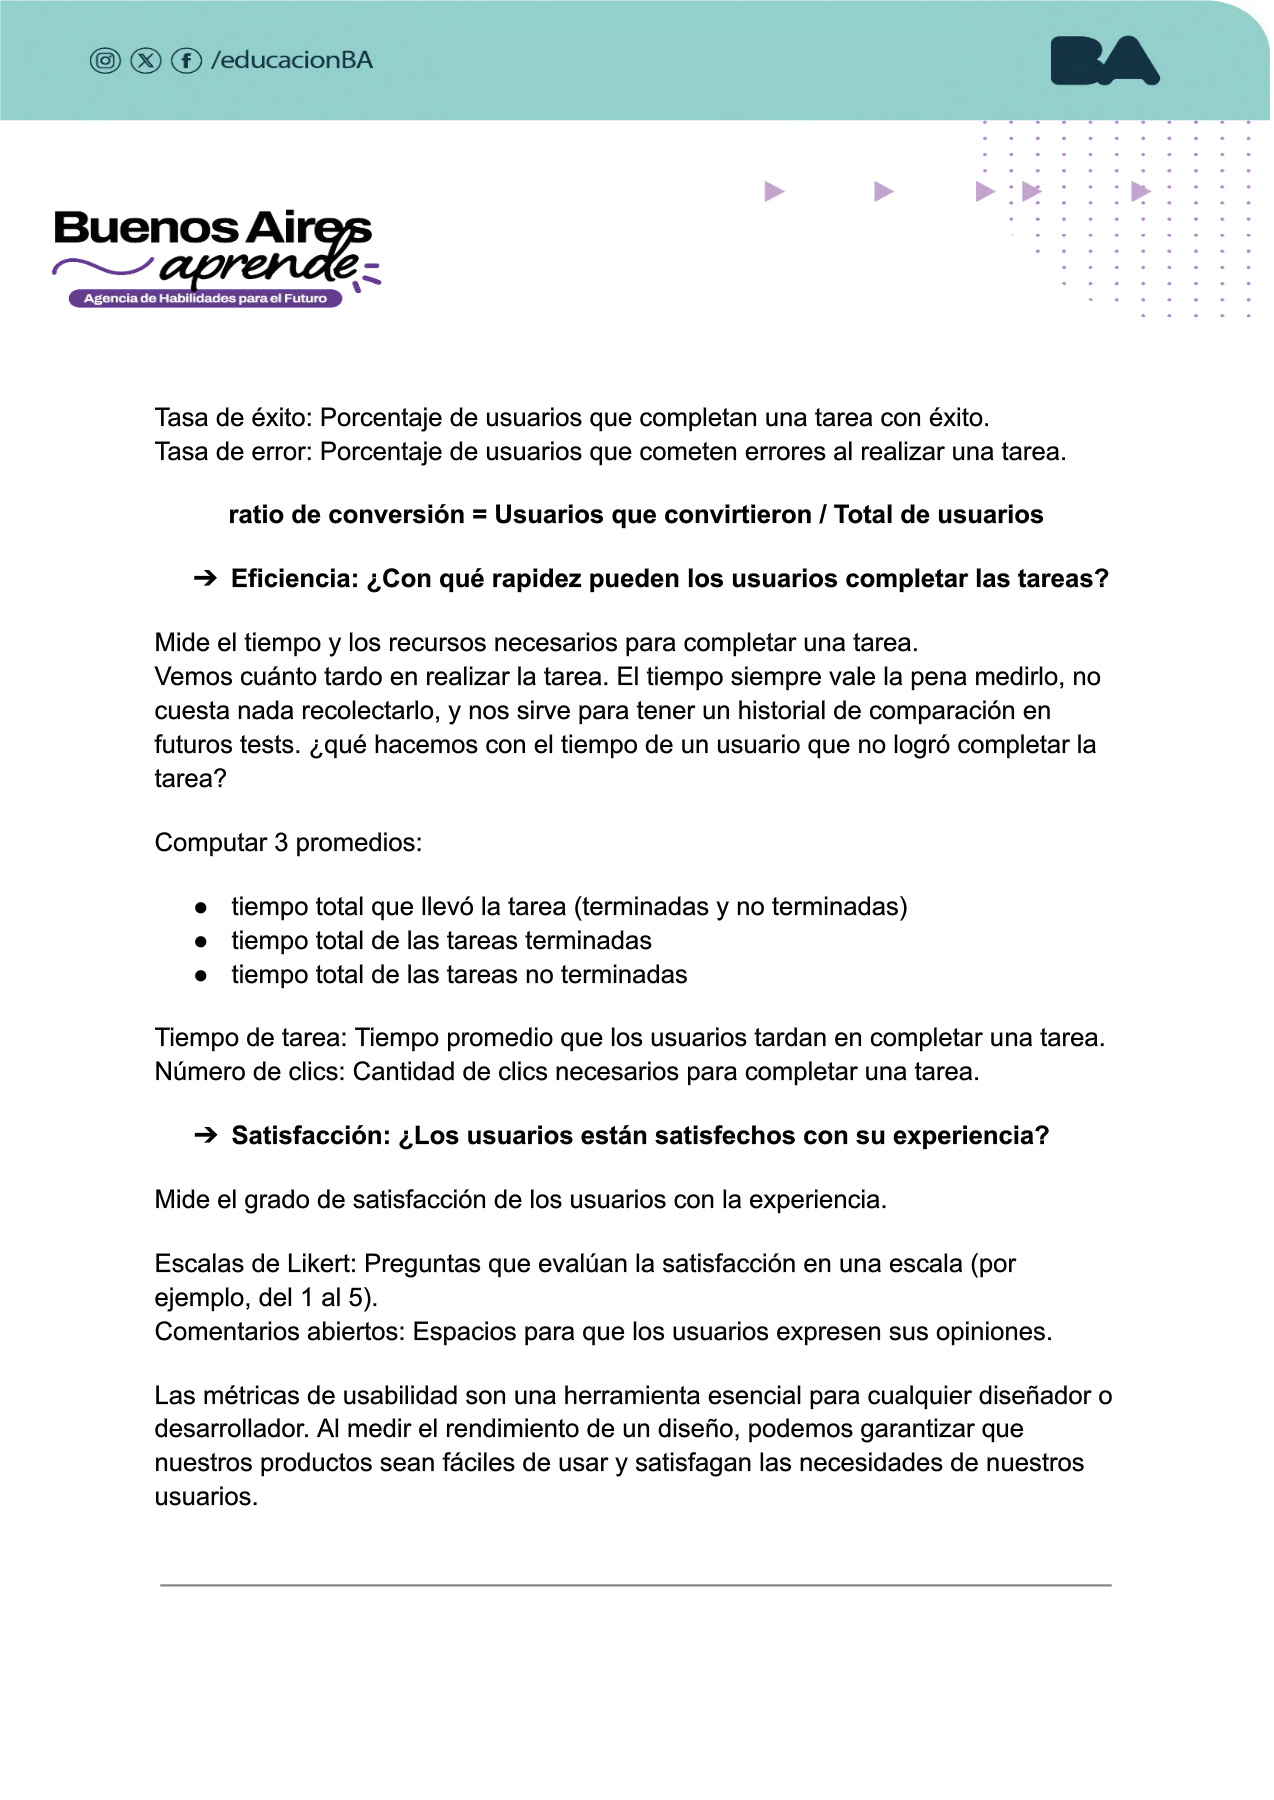 /educacionBA
BA
Buenos Aires
aprende
Agencia de Habilidades para el Futuro
Tasa de éxito: Porcentaje de usuarios que completan una tarea con éxito.
Tasa de error: Porcentaje de usuarios que cometen errores al realizar una tarea.
ratio de conversión = Usuarios que convirtieron / Total de usuarios
➔ Eficiencia: ¿Con qué rapidez pueden los usuarios completar las tareas?
Mide el tiempo y los recursos necesarios para completar una tarea.
Vemos cuánto tardo en realizar la tarea. El tiempo siempre vale la pena medirlo, no
cuesta nada recolectarlo, y nos sirve para tener un historial de comparación en
futuros tests. ¿qué hacemos con el tiempo de un usuario que no logró completar la
tarea?
Computar 3 promedios:
● tiempo total que llevó la tarea (terminadas y no terminadas)
● tiempo total de las tareas terminadas
● tiempo total de las tareas no terminadas
Tiempo de tarea: Tiempo promedio que los usuarios tardan en completar una tarea.
Número de clics: Cantidad de clics necesarios para completar una tarea.
➔ Satisfacción: ¿Los usuarios están satisfechos con su experiencia?
Mide el grado de satisfacción de los usuarios con la experiencia.
Escalas de Likert: Preguntas que evalúan la satisfacción en una escala (por
ejemplo, del 1 al 5).
Comentarios abiertos: Espacios para que los usuarios expresen sus opiniones.
Las métricas de usabilidad son una herramienta esencial para cualquier diseñador o
desarrollador. Al medir el rendimiento de un diseño, podemos garantizar que
nuestros productos sean fáciles de usar y satisfagan las necesidades de nuestros
usuarios.